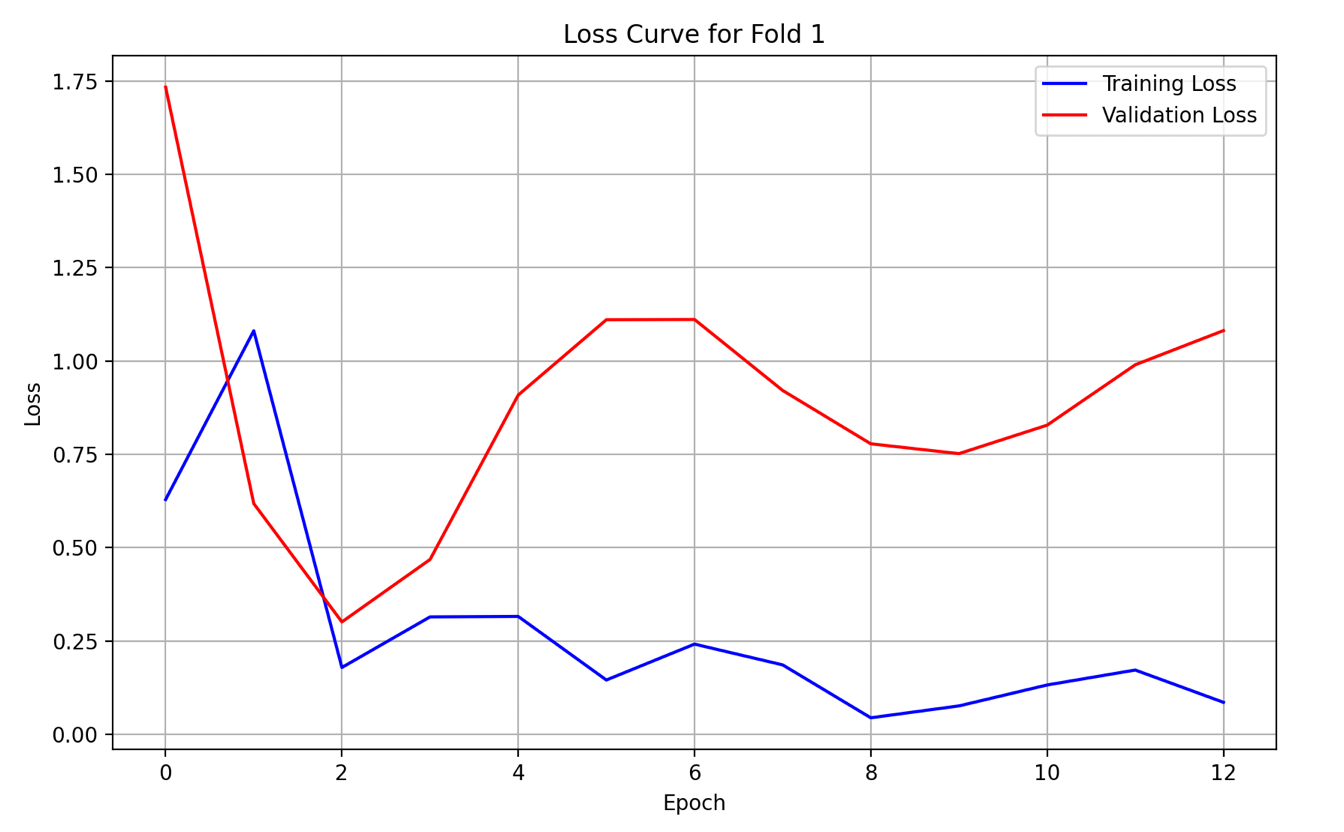 Loss Curve for Fold 1
Training Loss
Validation Loss
1.75
1.50
1.25
1.00
0.75
0.50
0.25
0.00
Loss
0 2 4 6 8 10 12
Epoch